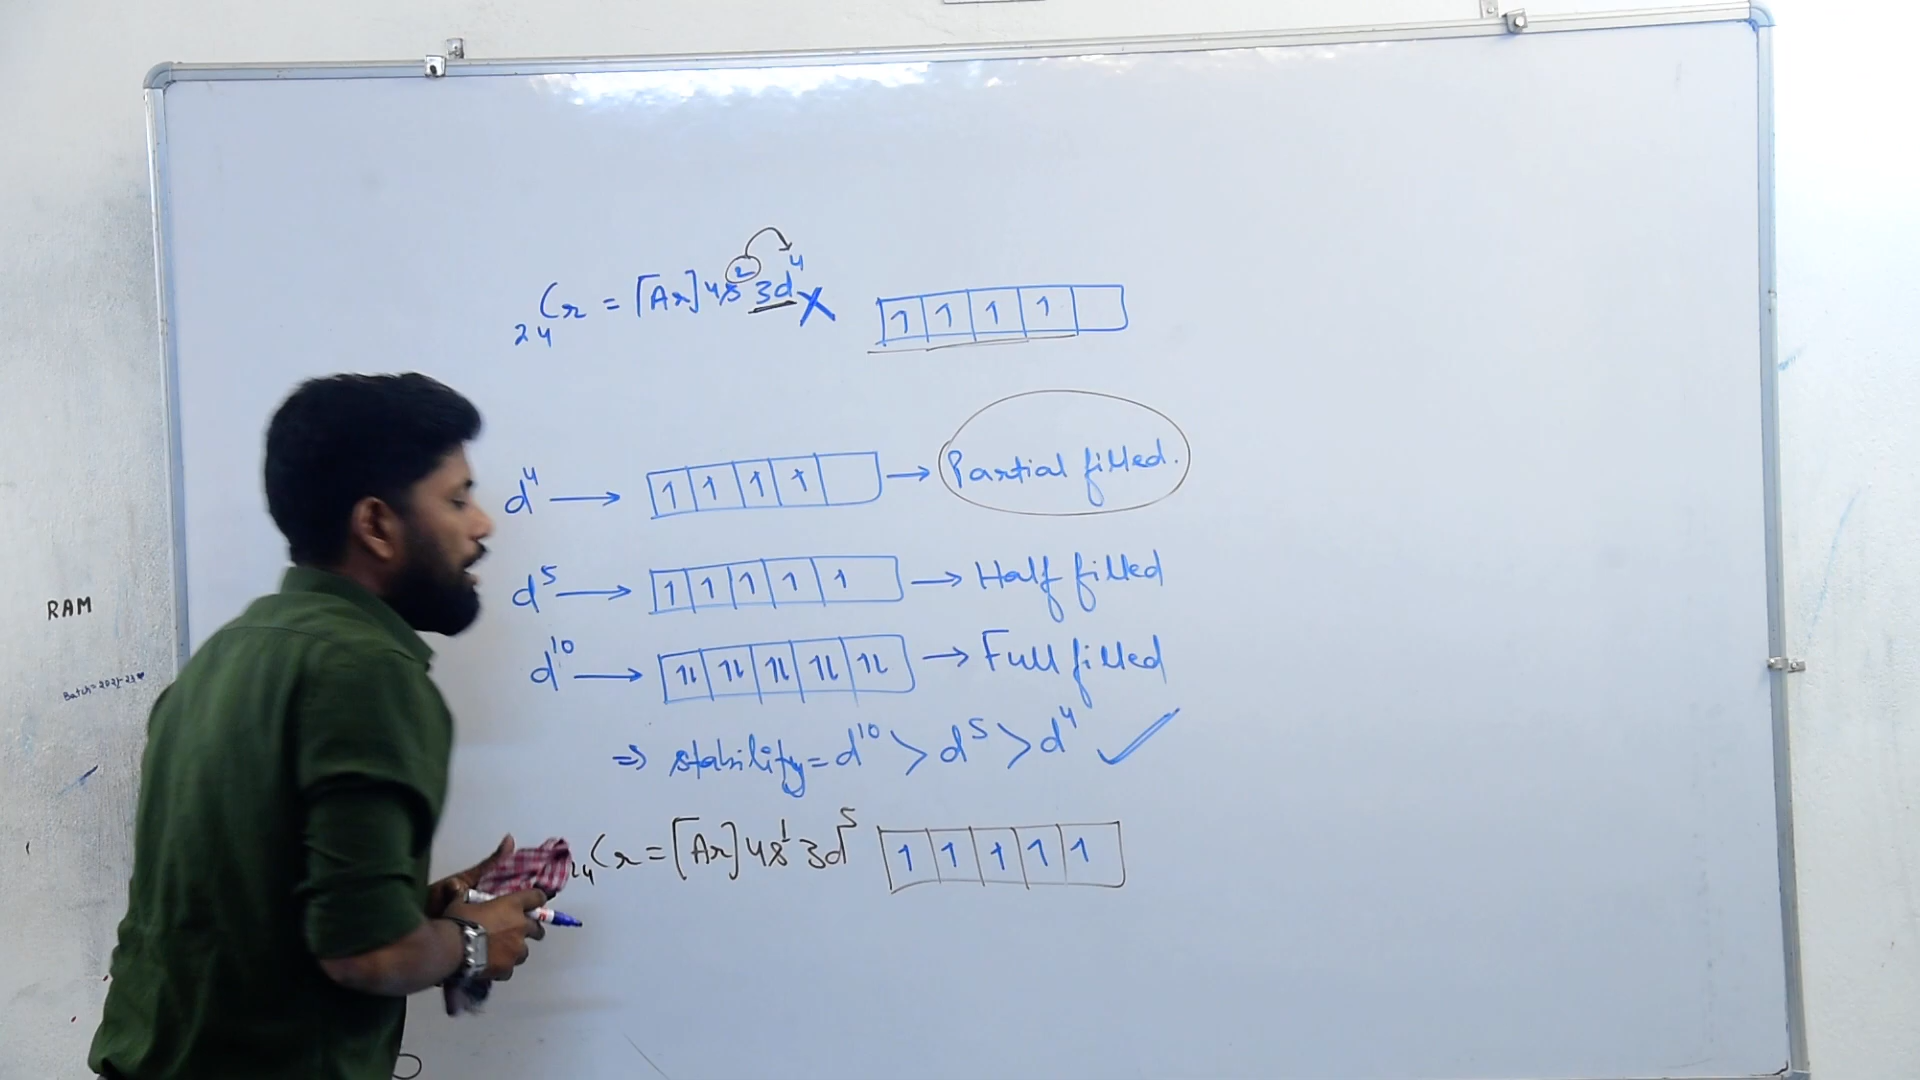 ₂₄Cr = [Ar] 4s² 3d⁴ X 1 1 1 1
d⁴ → 1 1 1 1 → Partial filled.
d⁵ → 1 1 1 1 1 → Half filled
d¹⁰ → 1l 1l 1l 1l 1l → Full filled
⇒ stability = d¹⁰ > d⁵ > d⁴ ✓
₂₄Cr = [Ar] 4s¹ 3d⁵ 1 1 1 1 1
RAM